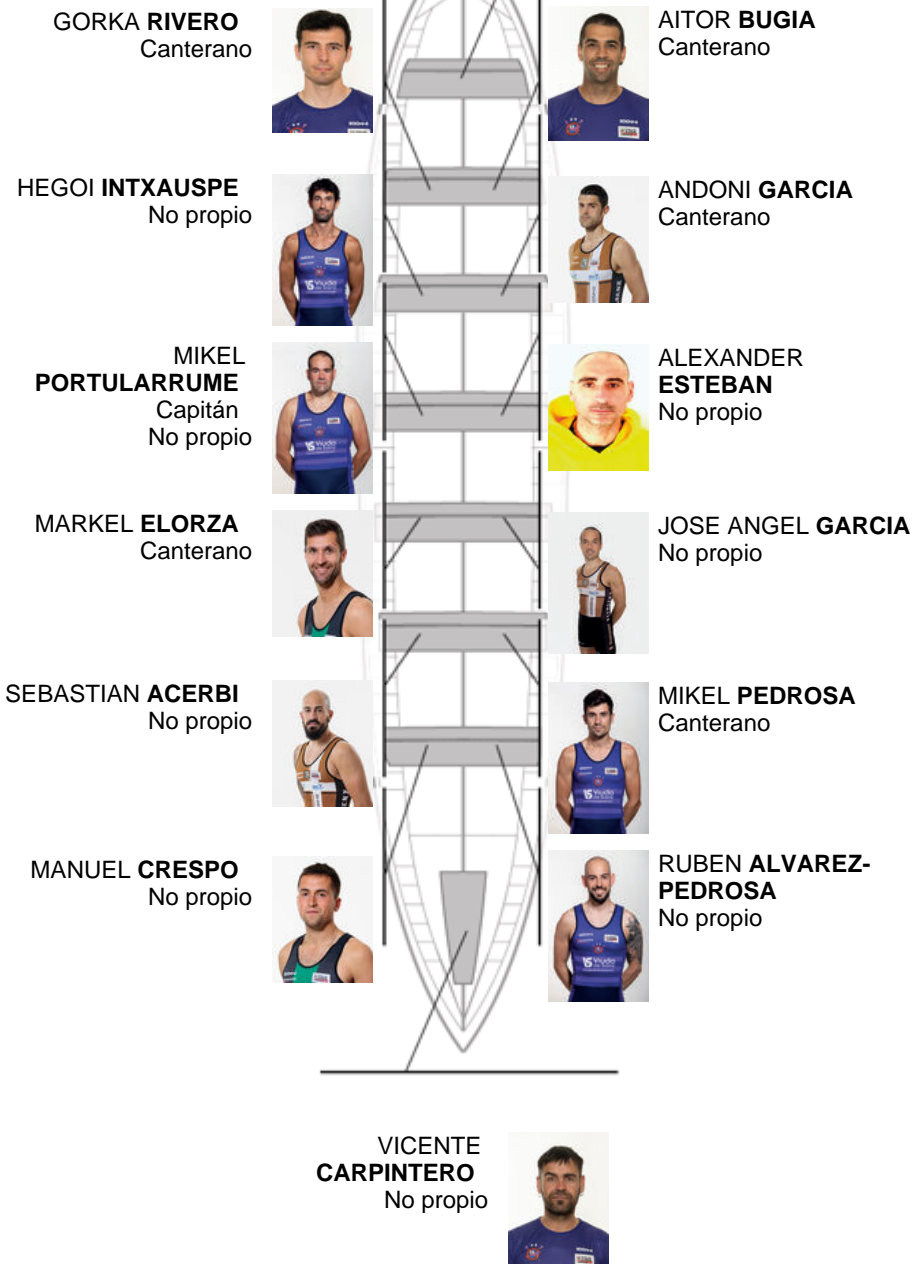 GORKA RIVERO
Canterano
AITOR BUGIA
Canterano
HEGOI INTXAUSPE
No propio
ANDONI GARCIA
Canterano
MIKEL
PORTULARRUME
Capitán
No propio
ALEXANDER
ESTEBAN
No propio
MARKEL ELORZA
Canterano
JOSE ANGEL GARCIA
No propio
SEBASTIAN ACERBI
No propio
MIKEL PEDROSA
Canterano
MANUEL CRESPO
No propio
RUBEN ALVAREZ-
PEDROSA
No propio
VICENTE
CARPINTERO
No propio